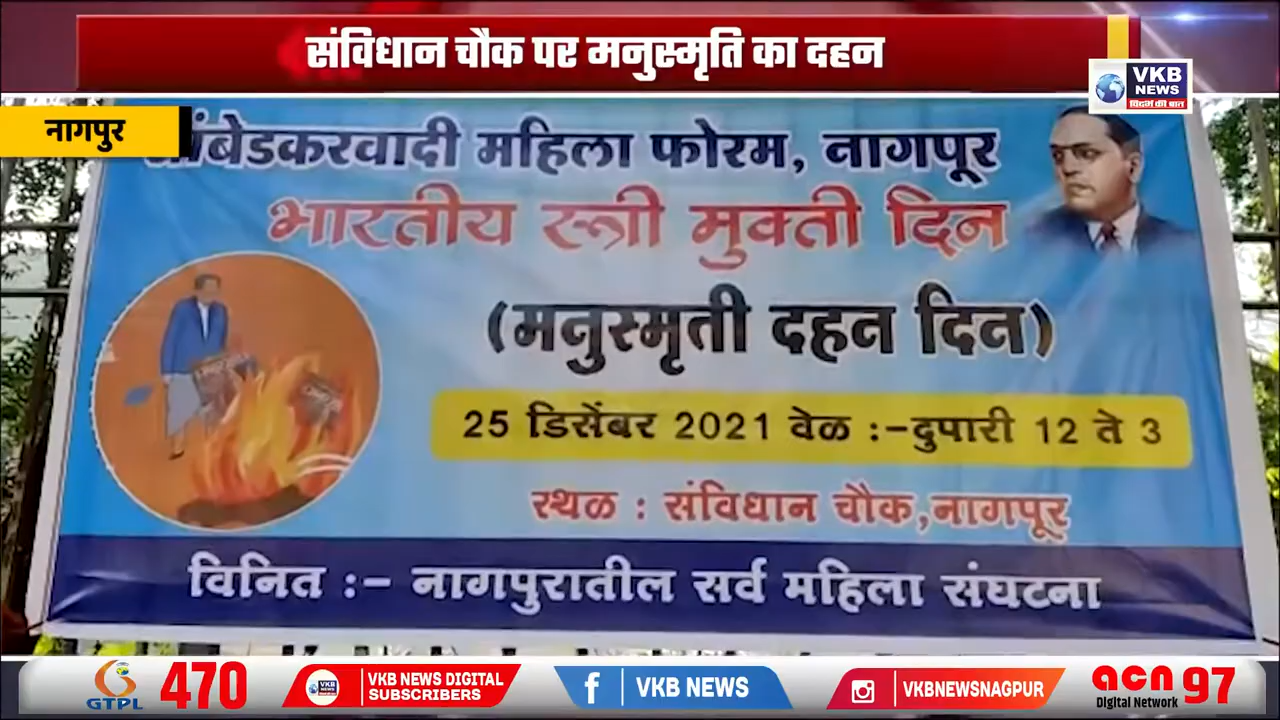 संविधान चौक पर मनुस्मृति का दहन
VKB
NEWS
विदर्भ की बात
नागपुर
आंबेडकरवादी महिला फोरम, नागपूर
भारतीय स्त्री मुक्ती दिन
(मनुस्मृती दहन दिन)
25 डिसेंबर 2021 वेळ :-दुपारी 12 ते 3
स्थळ : संविधान चौक,नागपूर
विनित :- नागपुरातील सर्व महिला संघटना
GTPL 470
VKB NEWS DIGITAL
SUBSCRIBERS
VKB NEWS
VKBNEWSNAGPUR
acn 97
Digital Network